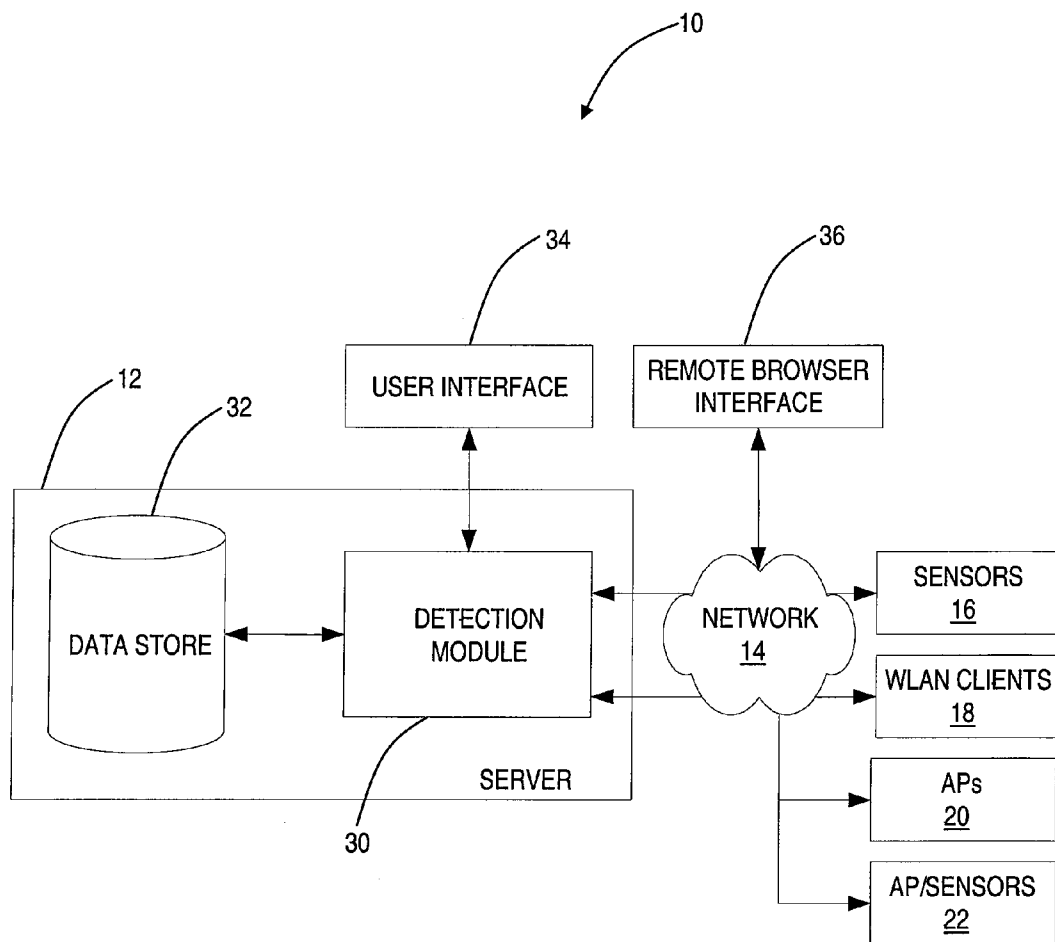 10
34
36
USER INTERFACE
REMOTE BROWSER
INTERFACE
12
32
DATA STORE
DETECTION
MODULE
NETWORK
14
SENSORS
16
WLAN CLIENTS
18
SERVER
30
APs
20
AP/SENSORS
22